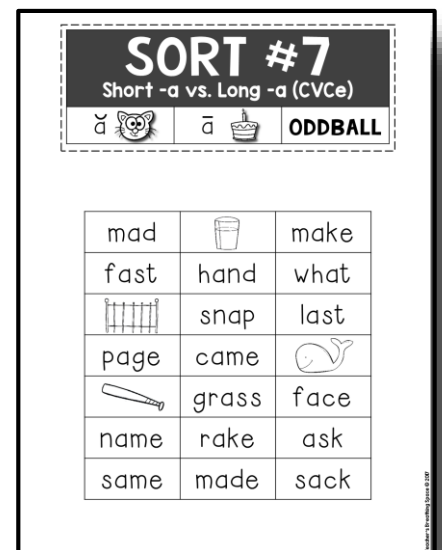 SORT #7
Short -a vs. Long -a (CVCe)
ă ā ODDBALL
mad make
fast hand what
snap last
page came
grass face
name rake ask
same made sack